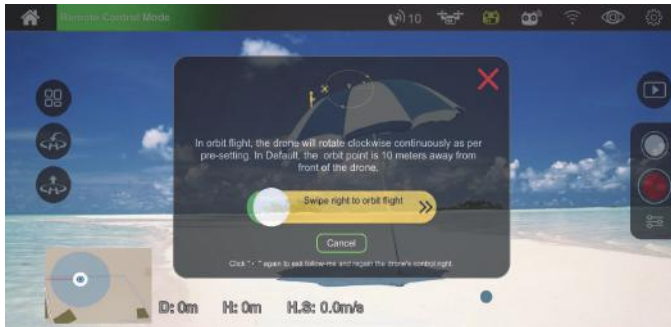 Remote Control Mode
10
In orbit flight, the drone will rotate clockwise continuously as per
pre-setting. In Default, the orbit point is 10 meters away from
front of the drone.
Swipe right to orbit flight
Cancel
Click " - " again to exit follow-me and regain the drone's control right.
D: 0m H: 0m H.S: 0.0m/s